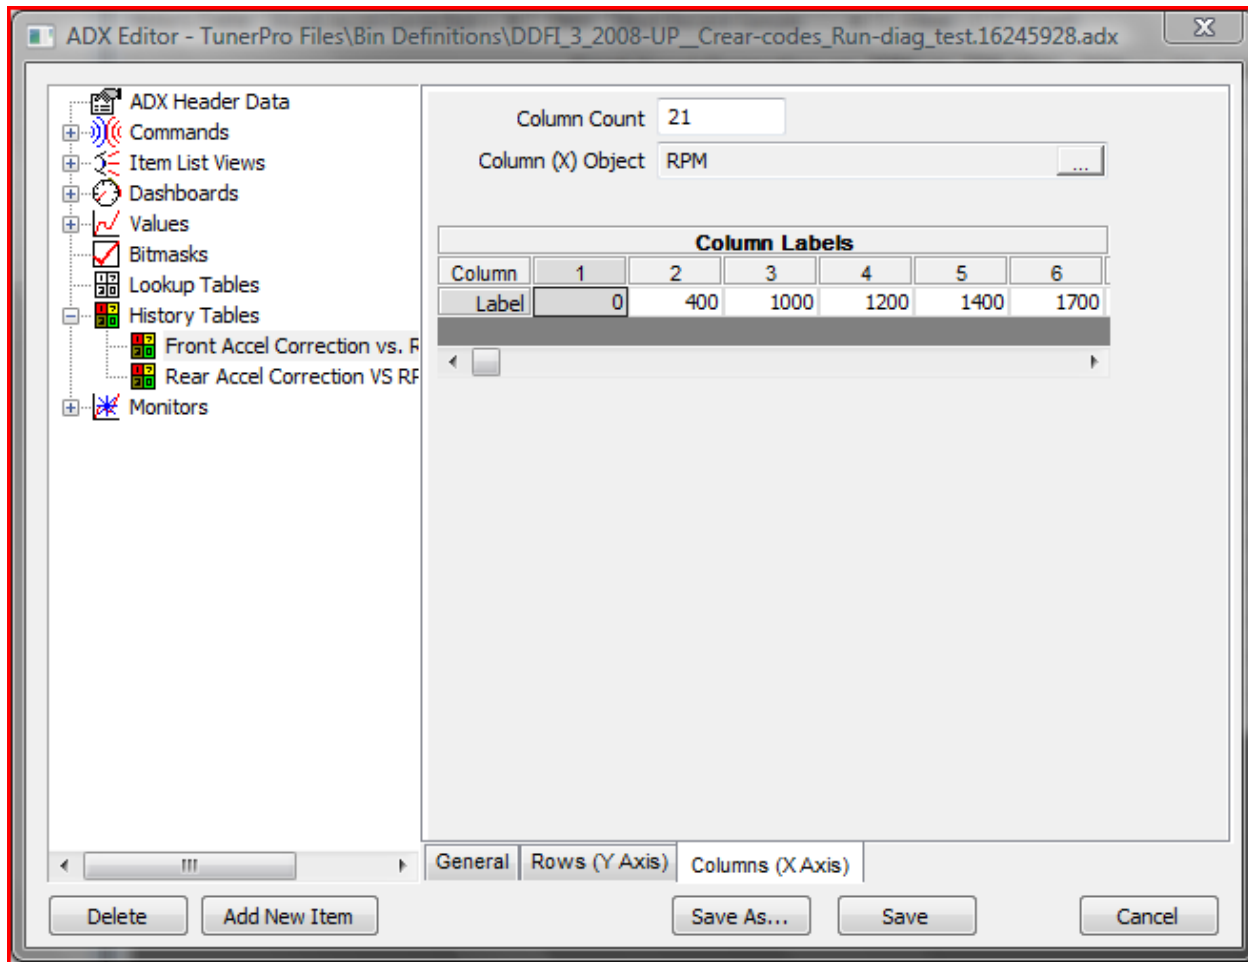 ADX Editor - TunerPro Files\Bin Definitions\DDFI_3_2008-UP__Crear-codes_Run-diag_test.16245928.adx
ADX Header Data
Commands
Item List Views
Dashboards
Values
Bitmasks
Lookup Tables
History Tables
Front Accel Correction vs. R
Rear Accel Correction VS RF
Monitors
Column Count 21
Column (X) Object RPM ...
Column Labels
Column 1 2 3 4 5 6
Label 0 400 1000 1200 1400 1700
General Rows (Y Axis) Columns (X Axis)
Delete Add New Item Save As... Save Cancel